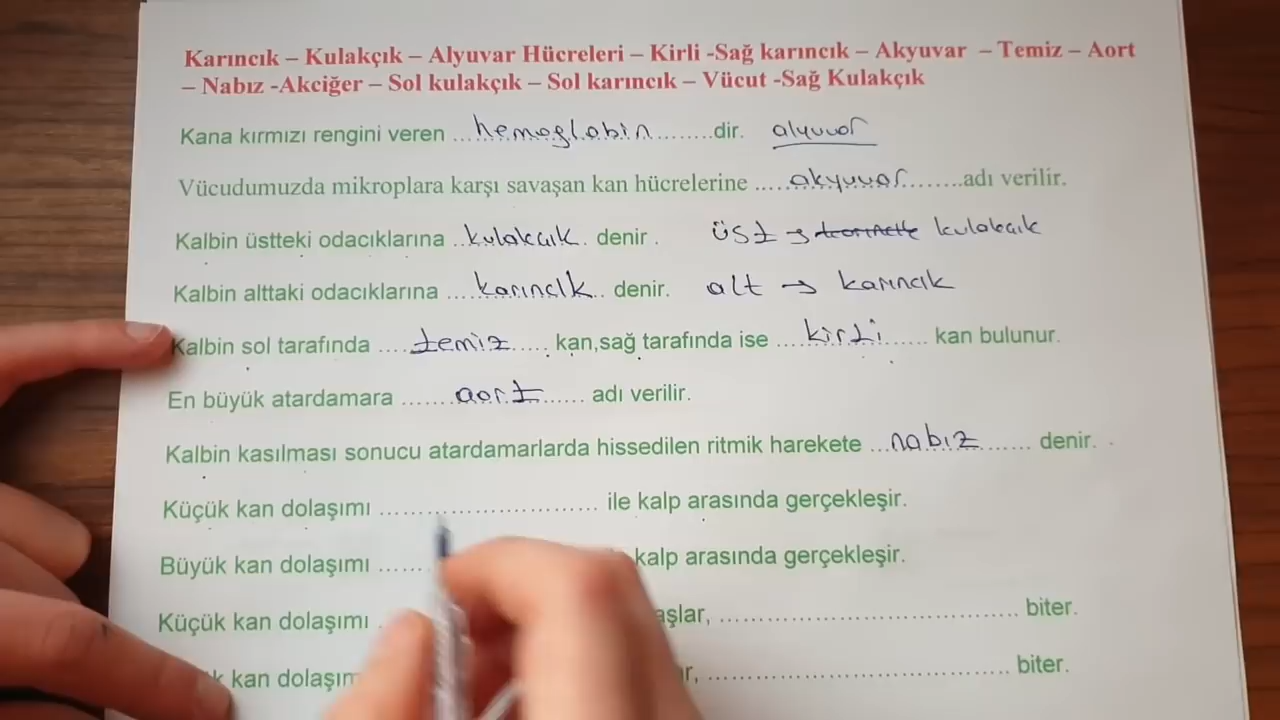 Karıncık – Kulakçık – Alyuvar Hücreleri – Kirli -Sağ karıncık – Akyuvar – Temiz – Aort
– Nabız -Akciğer – Sol kulakçık – Sol karıncık – Vücut -Sağ Kulakçık
Kana kırmızı rengini veren ...hemoglobin........dir. alyuvar
Vücudumuzda mikroplara karşı savaşan kan hücrelerine .....akyuvar........adı verilir.
Kalbin üstteki odacıklarına ..kulakcık. denir . üst → kulakcık
Kalbin alttaki odacıklarına ....karıncık.. denir. alt → karıncık
Kalbin sol tarafında ....temiz..... kan,sağ tarafında ise ....kirli...... kan bulunur.
En büyük atardamara .......aort...... adı verilir.
Kalbin kasılması sonucu atardamarlarda hissedilen ritmik harekete ...nabız...... denir.
Küçük kan dolaşımı .............................. ile kalp arasında gerçekleşir.
Büyük kan dolaşımı ...... kalp arasında gerçekleşir.
Küçük kan dolaşımı . aşlar, ........................................ biter.
kan dolaşım r, ........................................ biter.